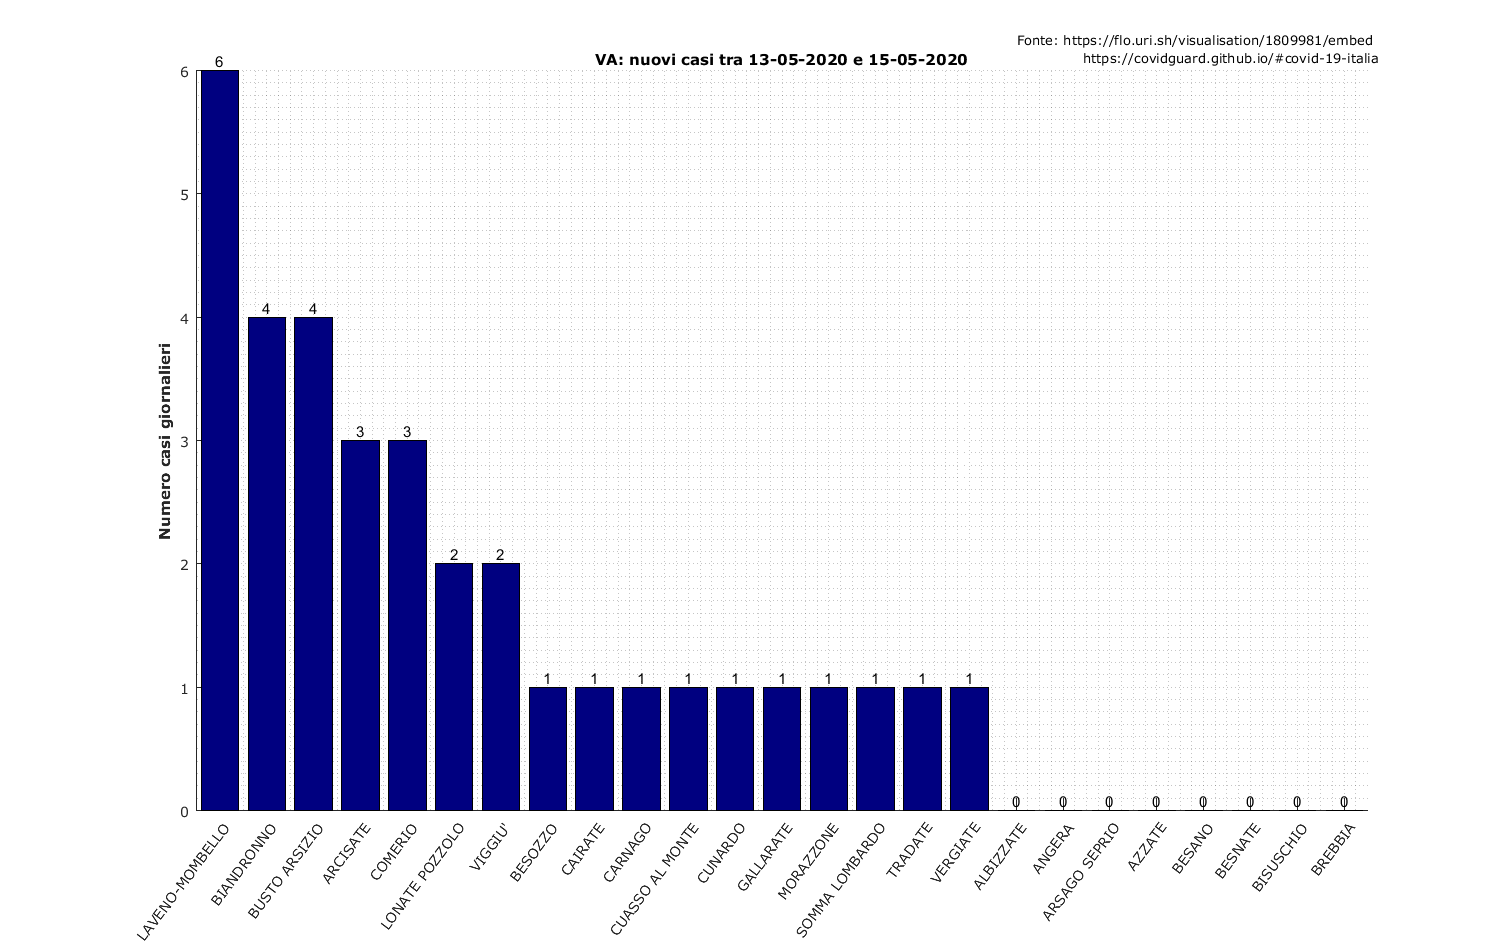 Fonte: https://flo.uri.sh/visualisation/1809981/embed
https://covidguard.github.io/#covid-19-italia
VA: nuovi casi tra 13-05-2020 e 15-05-2020
Numero casi giornalieri
6
5
4
3
2
1
0
6
4
4
3
3
2
2
1
1
1
1
1
1
1
1
1
1
0
0
0
0
0
0
0
0
LAVENO-MOMBELLO
BIANDRONNO
BUSTO ARSIZIO
ARCISATE
COMERIO
LONATE POZZOLO
VIGGIU'
BESOZZO
CAIRATE
CARNAGO
CUASSO AL MONTE
CUNARDO
GALLARATE
MORAZZONE
SOMMA LOMBARDO
TRADATE
VERGIATE
ALBIZZATE
ANGERA
ARSAGO SEPRIO
AZZATE
BESANO
BESNATE
BISUSCHIO
BREBBIA